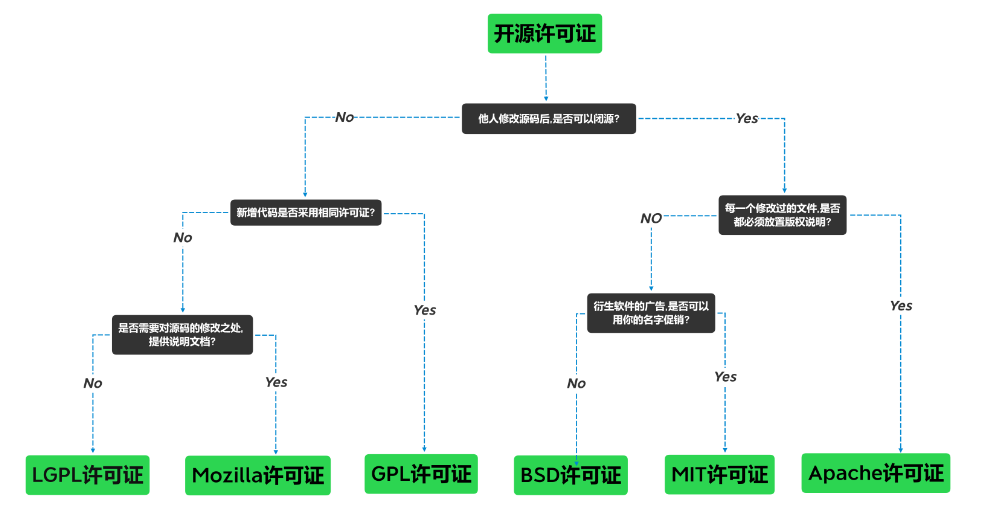 开源许可证
他人修改源码后,是否可以闭源?
No
Yes
新增代码是否采用相同许可证?
每一个修改过的文件,是否
都必须放置版权说明?
No
NO
Yes
Yes
是否需要对源码的修改之处,
提供说明文档?
衍生软件的广告,是否可以
用你的名字促销?
No
Yes
No
Yes
LGPL许可证
Mozilla许可证
GPL许可证
BSD许可证
MIT许可证
Apache许可证